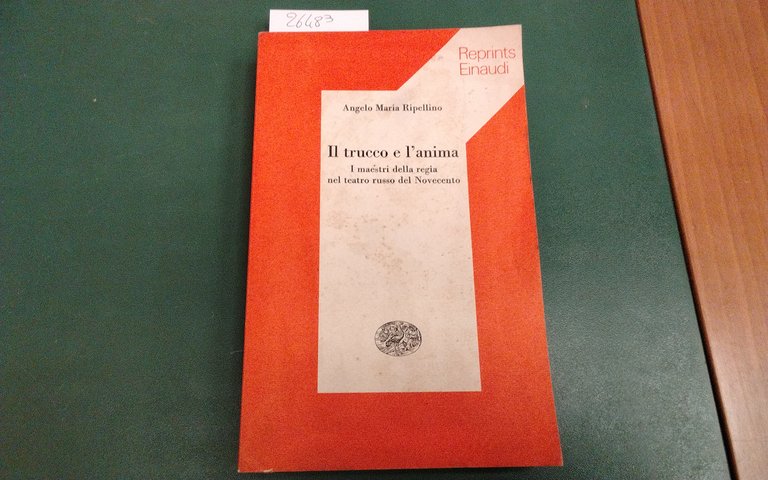 26483
Reprints
Einaudi
Angelo Maria Ripellino
Il trucco e l'anima
I maestri della regia
nel teatro russo del Novecento